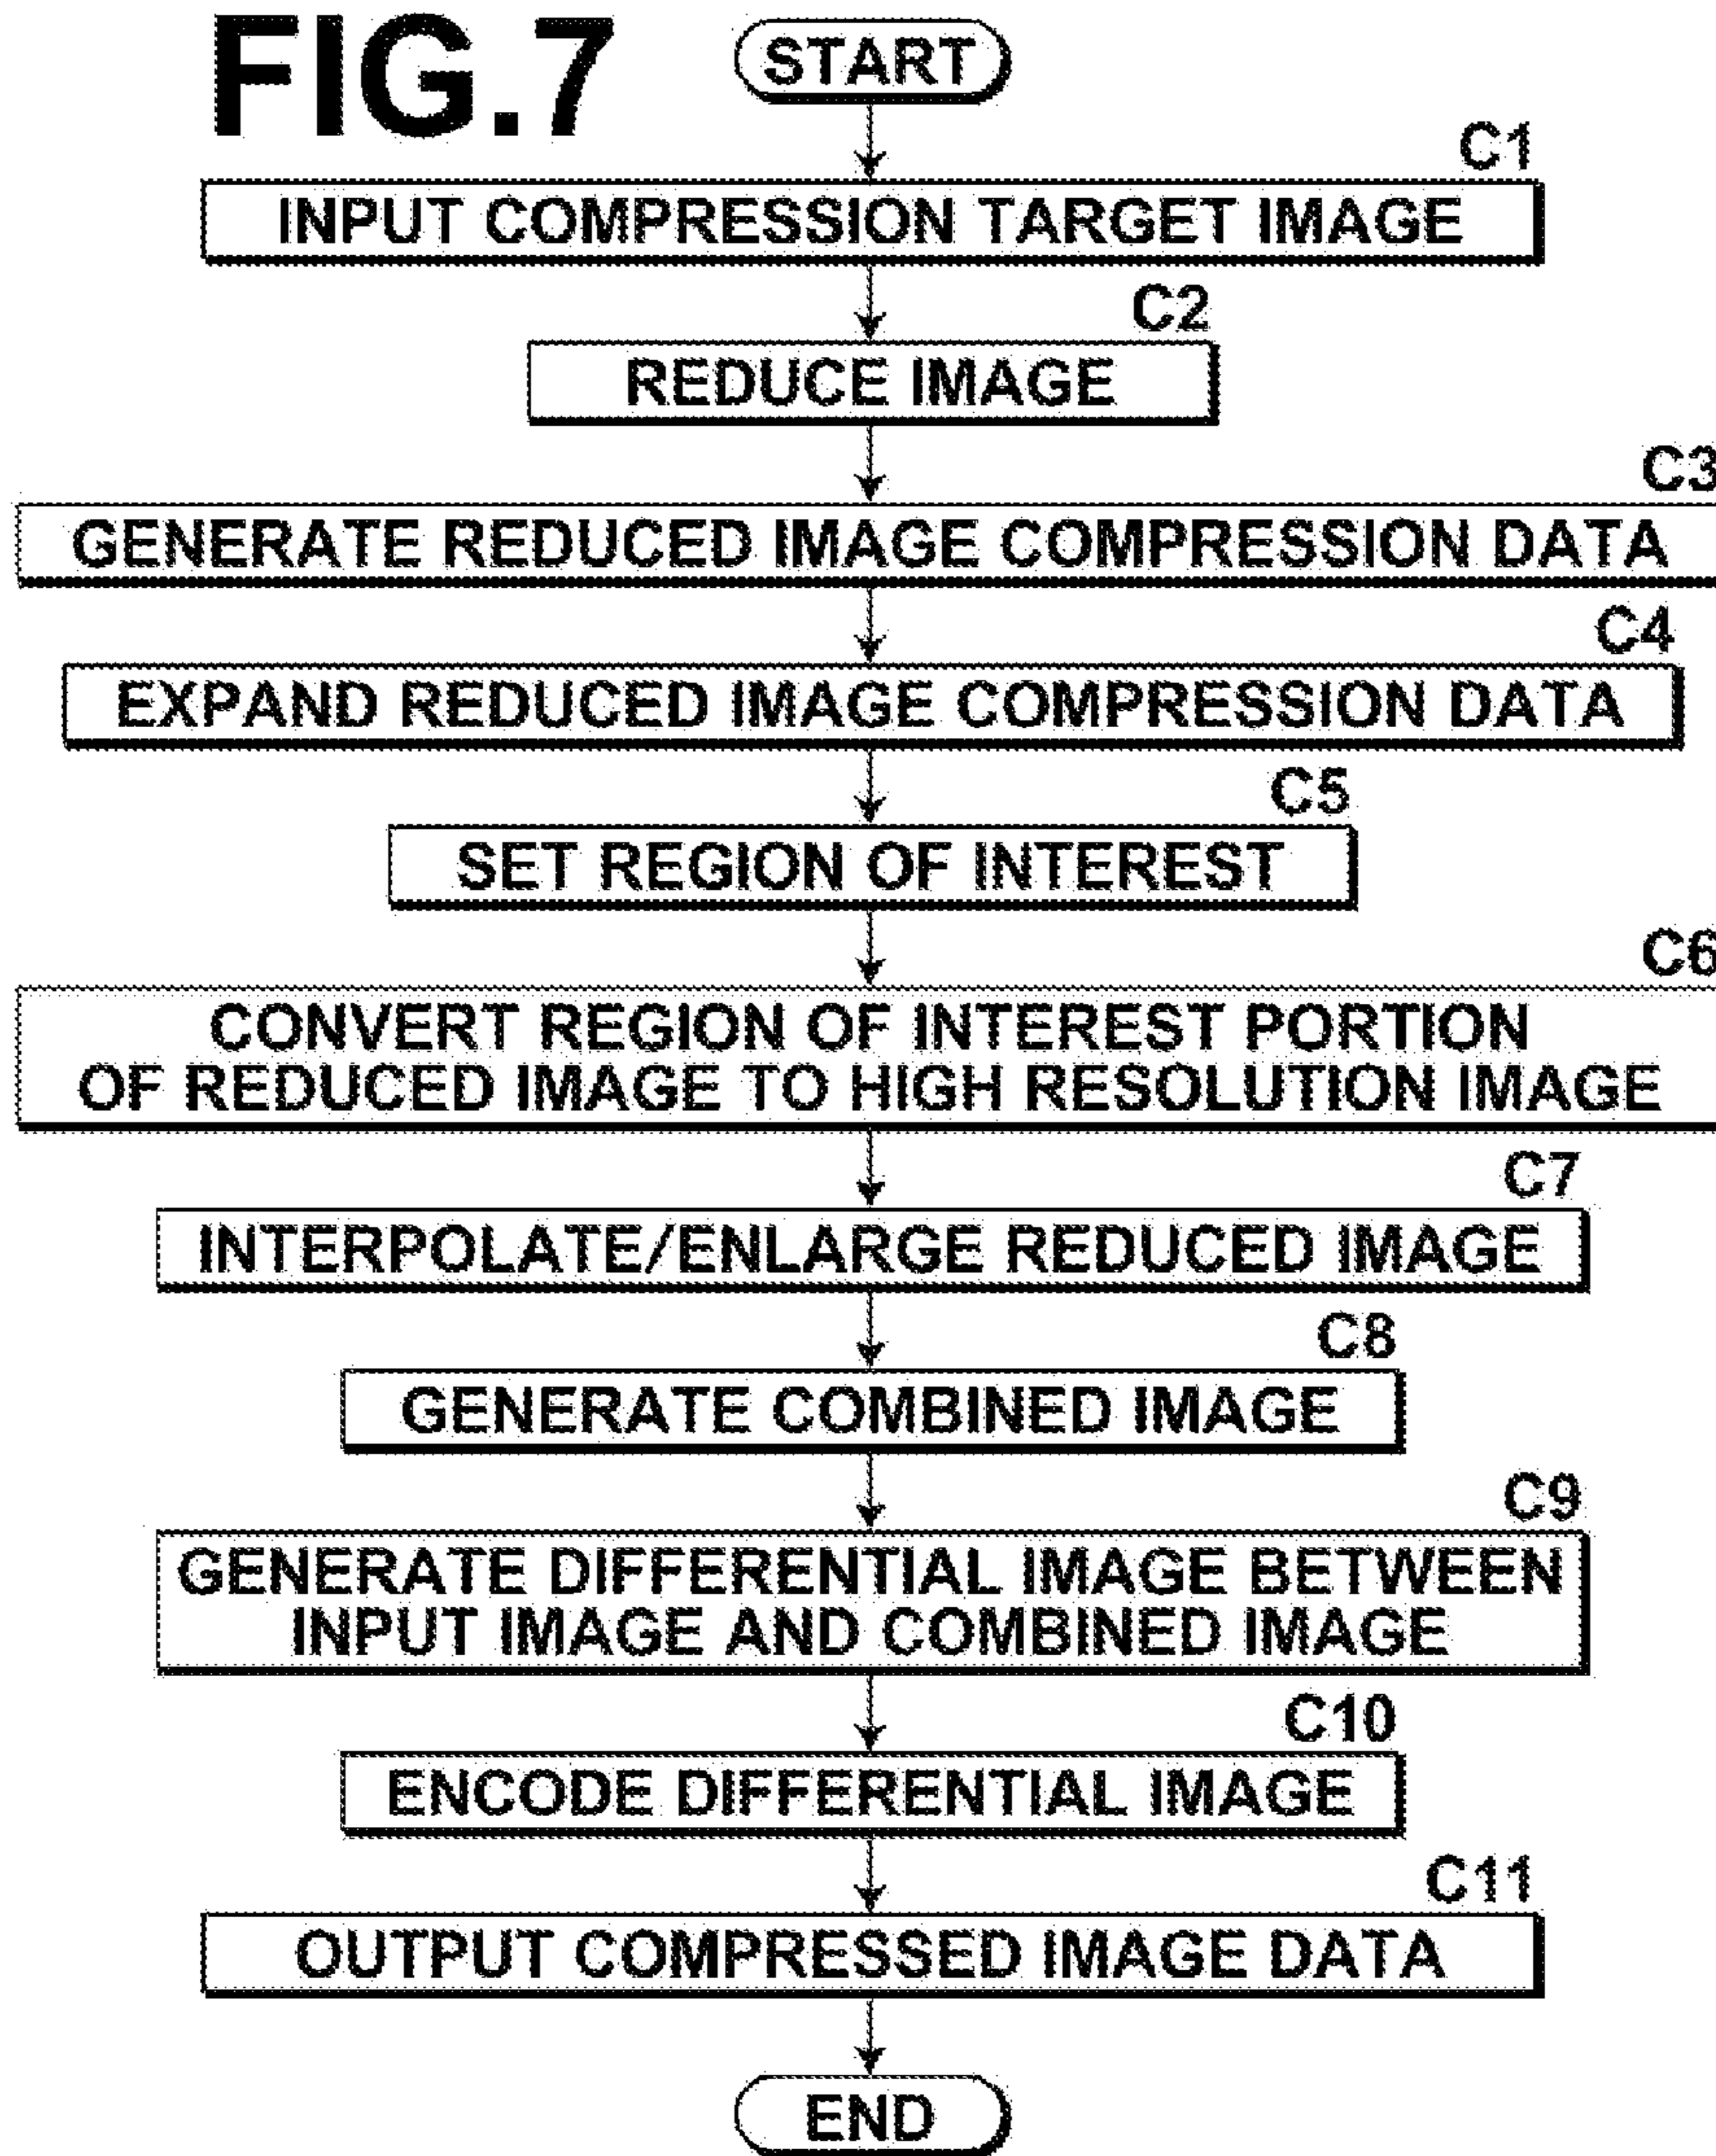 FIG.7
START
C1
INPUT COMPRESSION TARGET IMAGE
C2
REDUCE IMAGE
C3
GENERATE REDUCED IMAGE COMPRESSION DATA
C4
EXPAND REDUCED IMAGE COMPRESSION DATA
C5
SET REGION OF INTEREST
C6
CONVERT REGION OF INTEREST PORTION
OF REDUCED IMAGE TO HIGH RESOLUTION IMAGE
C7
INTERPOLATE/ENLARGE REDUCED IMAGE
C8
GENERATE COMBINED IMAGE
C9
GENERATE DIFFERENTIAL IMAGE BETWEEN
INPUT IMAGE AND COMBINED IMAGE
C10
ENCODE DIFFERENTIAL IMAGE
C11
OUTPUT COMPRESSED IMAGE DATA
END